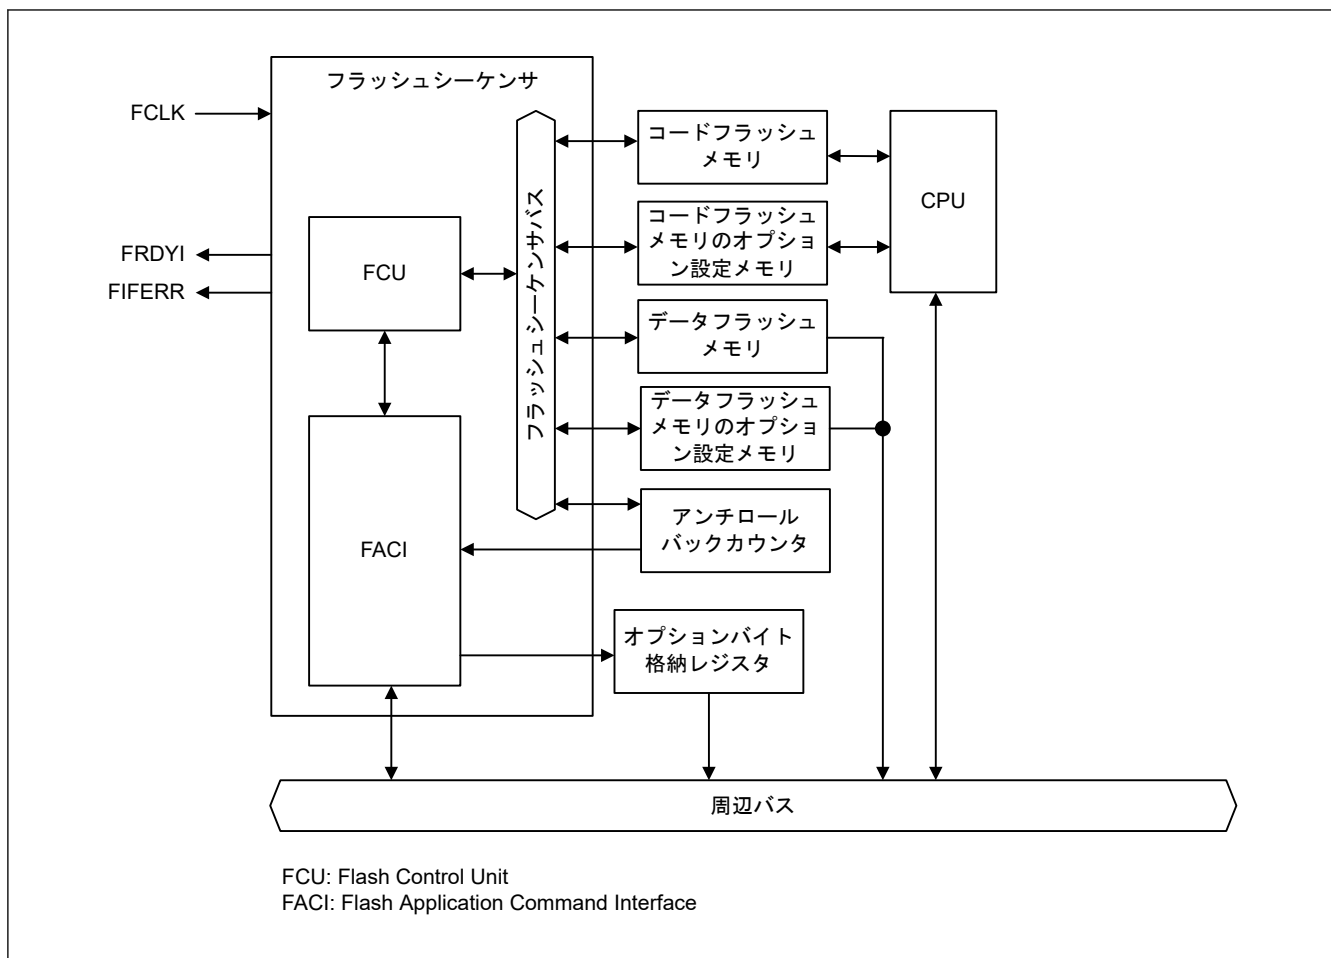 フラッシュシーケンサ
FCLK
FRDYI
FIFERR
FCU
FACI
フラッシュシーケンサバス
コードフラッシュ
メモリ
コードフラッシュ
メモリのオプショ
ン設定メモリ
データフラッシュ
メモリ
データフラッシュ
メモリのオプショ
ン設定メモリ
アンチロール
バックカウンタ
オプションバイト
格納レジスタ
CPU
周辺バス
FCU: Flash Control Unit
FACI: Flash Application Command Interface